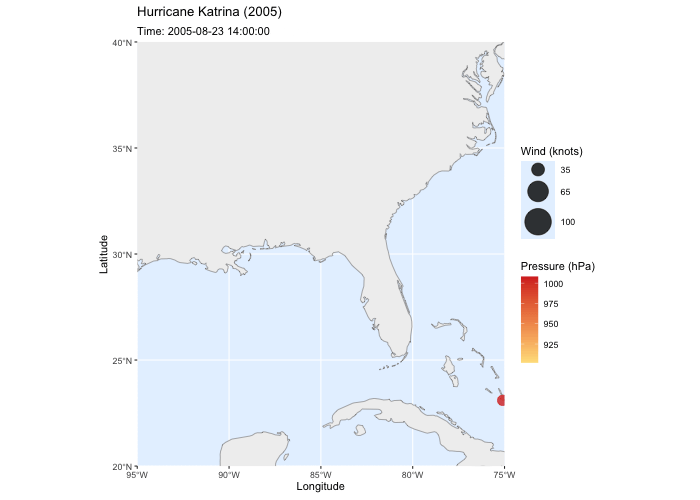 Hurricane Katrina (2005)
Time: 2005-08-23 14:00:00
40°N
35°N
30°N
25°N
20°N
95°W
90°W
85°W
80°W
75°W
Longitude
Latitude
Wind (knots)
35
65
100
Pressure (hPa)
1000
975
950
925